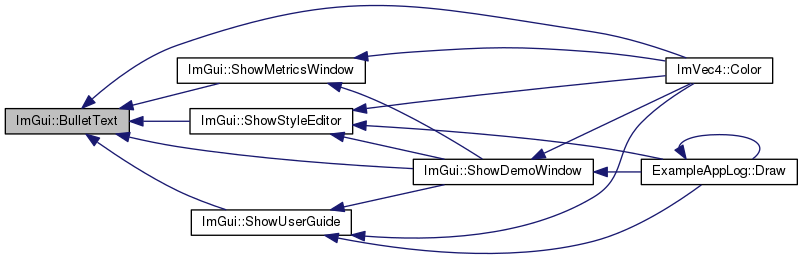 ImGui::BulletText
ImGui::ShowMetricsWindow
ImGui::ShowStyleEditor
ImGui::ShowUserGuide
ImGui::ShowDemoWindow
ImVec4::Color
ExampleAppLog::Draw